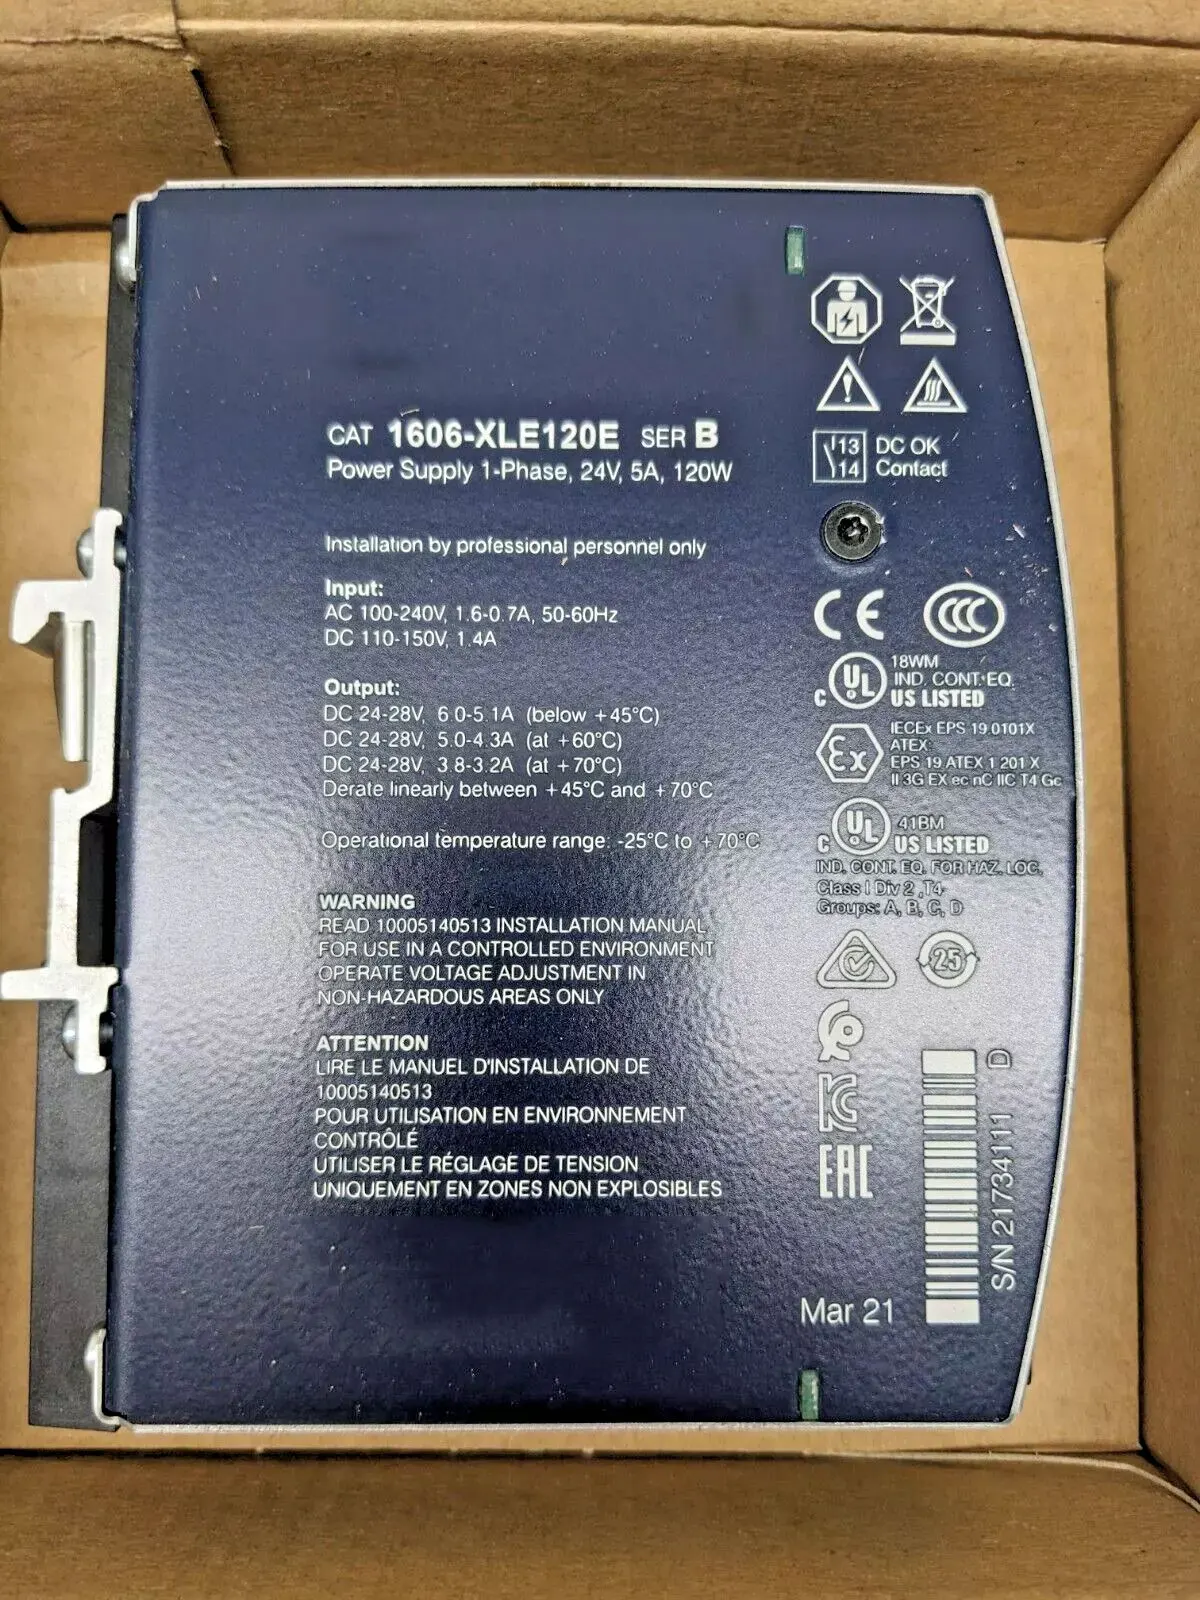 CAT 1606-XLE120E SER B
Power Supply 1-Phase, 24V, 5A, 120W
Installation by professional personnel only
Input:
AC 100-240V, 1.6-0.7A, 50-60Hz
DC 110-150V, 1.4A
Output:
DC 24-28V, 6.0-5.1A (below +45°C)
DC 24-28V, 5.0-4.3A (at +60°C)
DC 24-28V, 3.8-3.2A (at +70°C)
Derate linearly between +45°C and +70°C
Operational temperature range: -25°C to +70°C
WARNING
READ 10005140513 INSTALLATION MANUAL
FOR USE IN A CONTROLLED ENVIRONMENT
OPERATE VOLTAGE ADJUSTMENT IN
NON-HAZARDOUS AREAS ONLY
ATTENTION
LIRE LE MANUEL D'INSTALLATION DE
10005140513
POUR UTILISATION EN ENVIRONNEMENT
CONTRÔLÉ
UTILISER LE RÉGLAGE DE TENSION
UNIQUEMENT EN ZONES NON EXPLOSIBLES
13 DC OK
14 Contact
CE CCC
18WM
IND. CONT. EQ.
C UL US LISTED
IECEx EPS 19.0101X
ATEX:
Ex EPS 19 ATEX 1 201 X
II 3G EX ec nC IIC T4 Gc
41BM
C UL US LISTED
IND. CONT. EQ. FOR HAZ. LOC.
Class I Div 2, T4
Groups: A, B, C, D
25
EAC
Mar 21
S/N 21734111 D